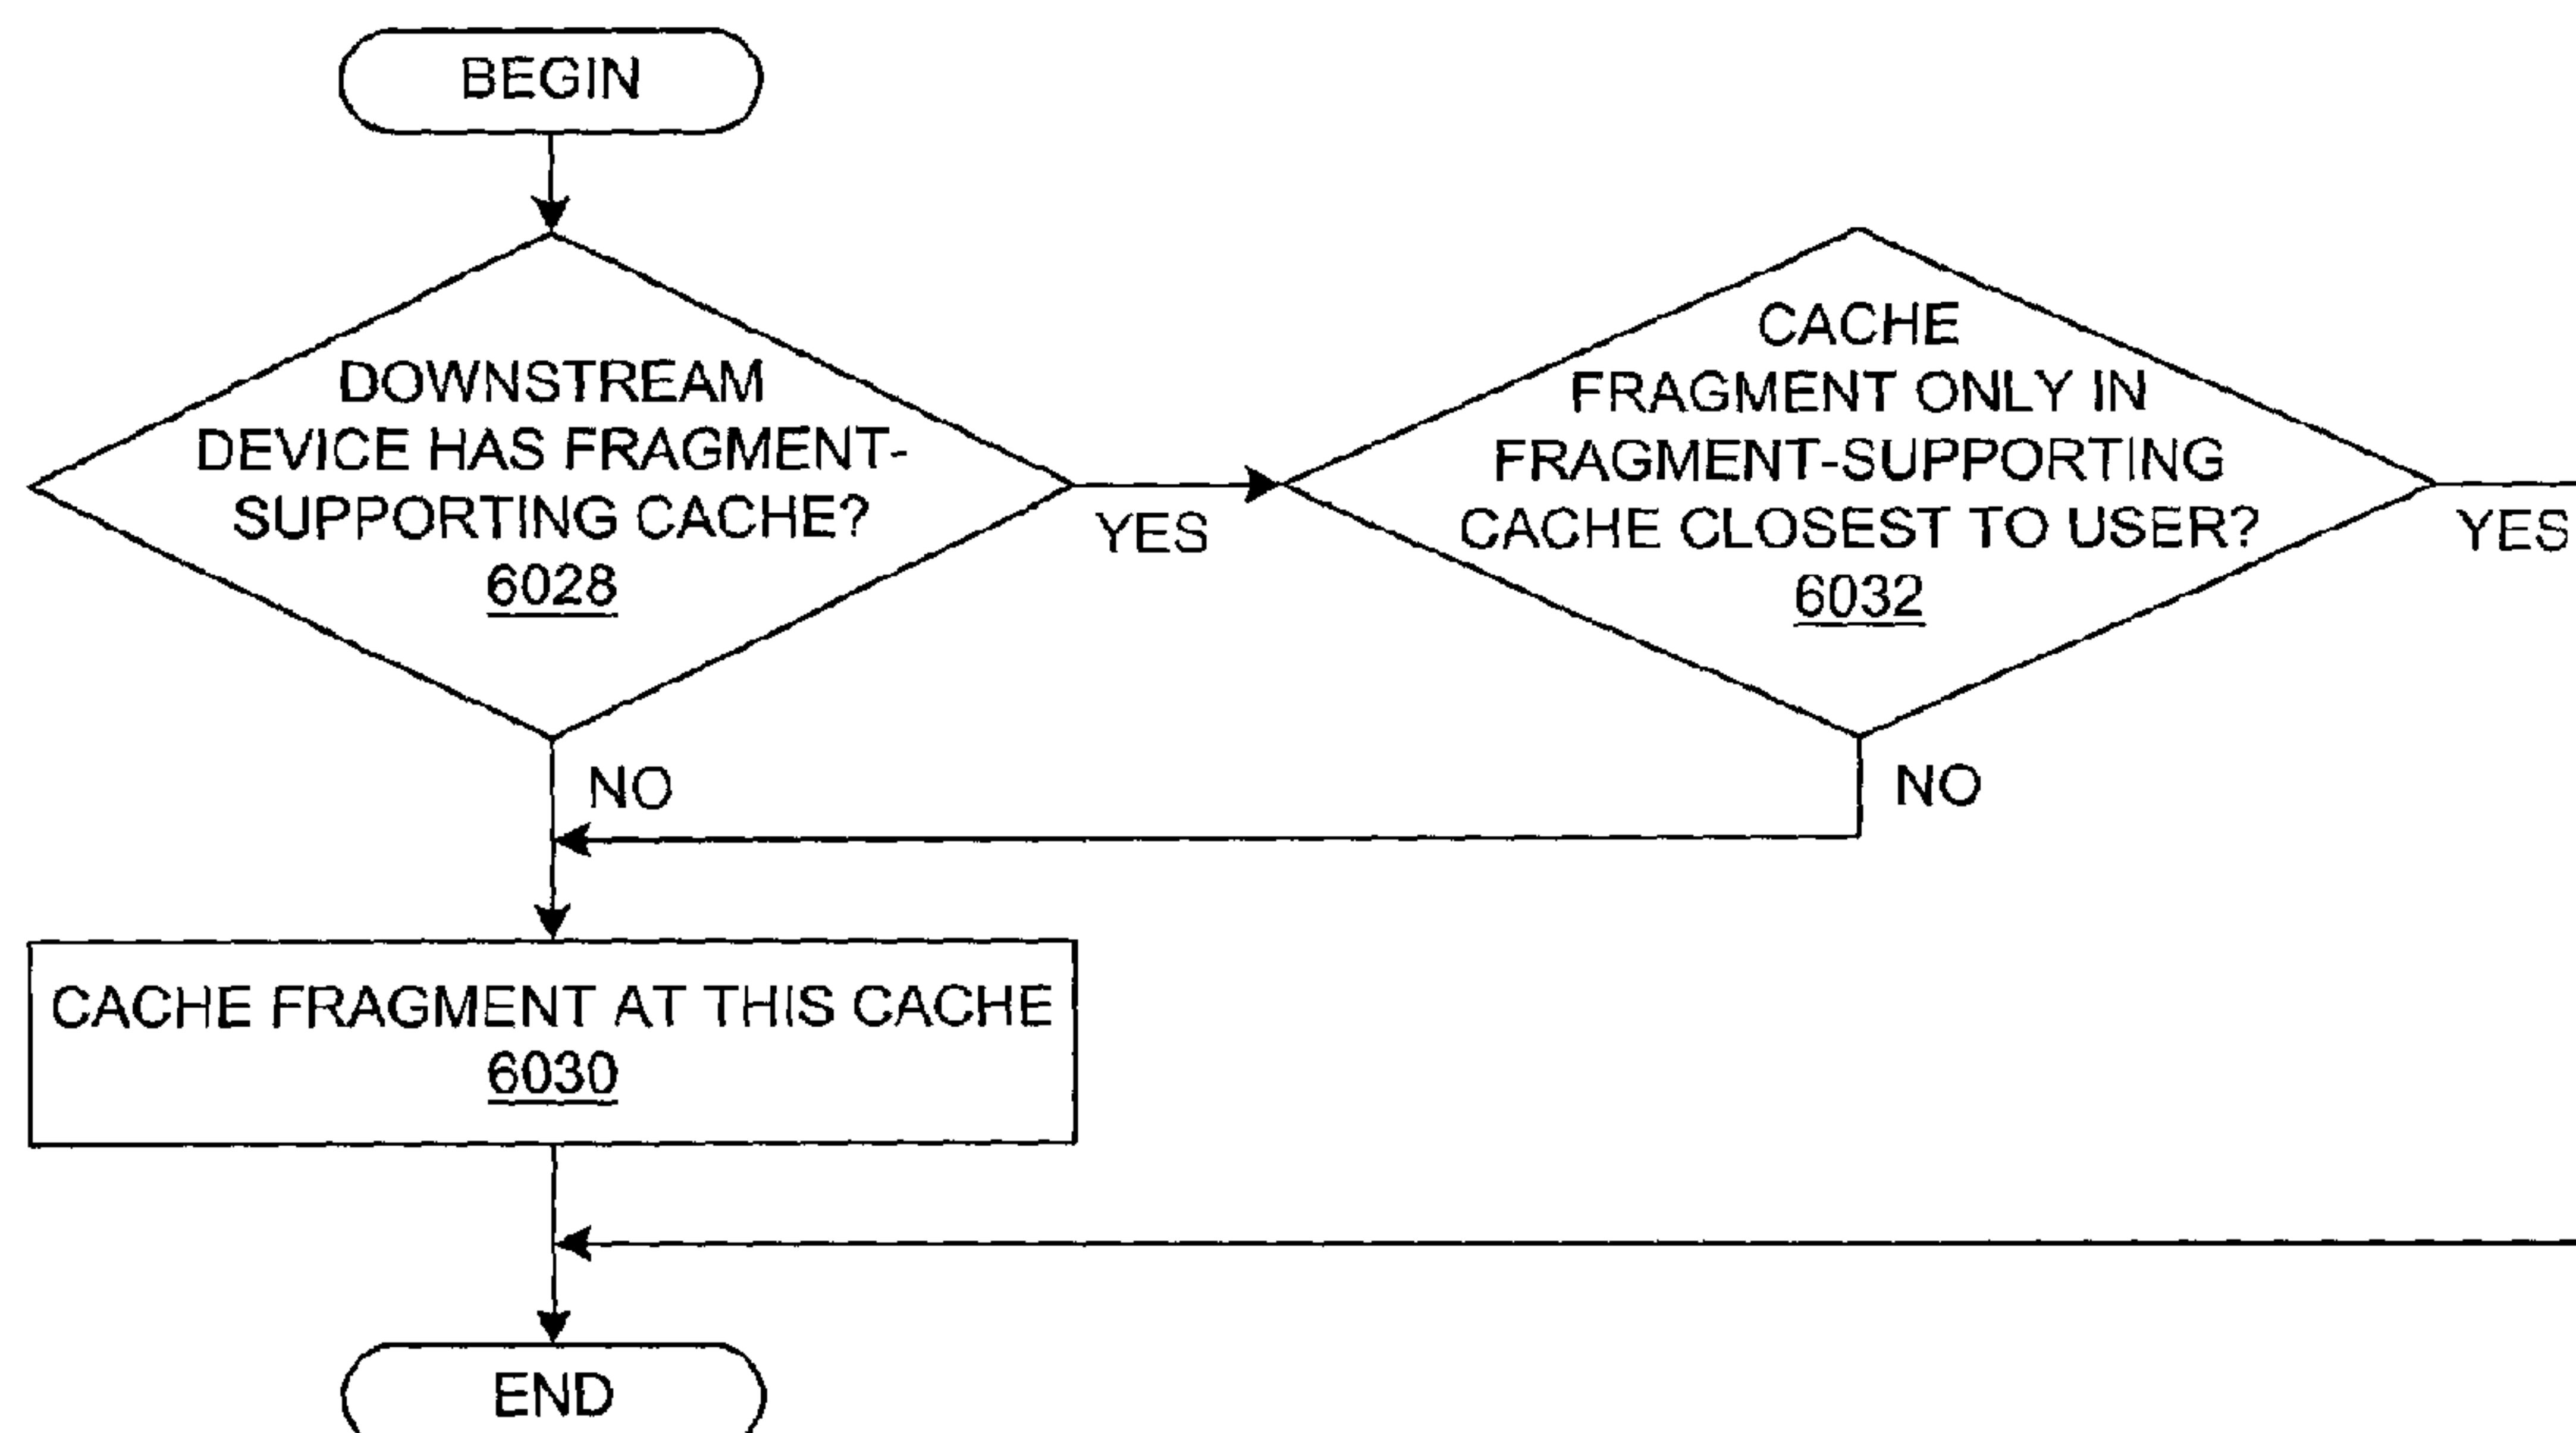 BEGIN
DOWNSTREAM
DEVICE HAS FRAGMENT-
SUPPORTING CACHE?
6028
YES
CACHE
FRAGMENT ONLY IN
FRAGMENT-SUPPORTING
CACHE CLOSEST TO USER?
6032
YES
NO
NO
CACHE FRAGMENT AT THIS CACHE
6030
END